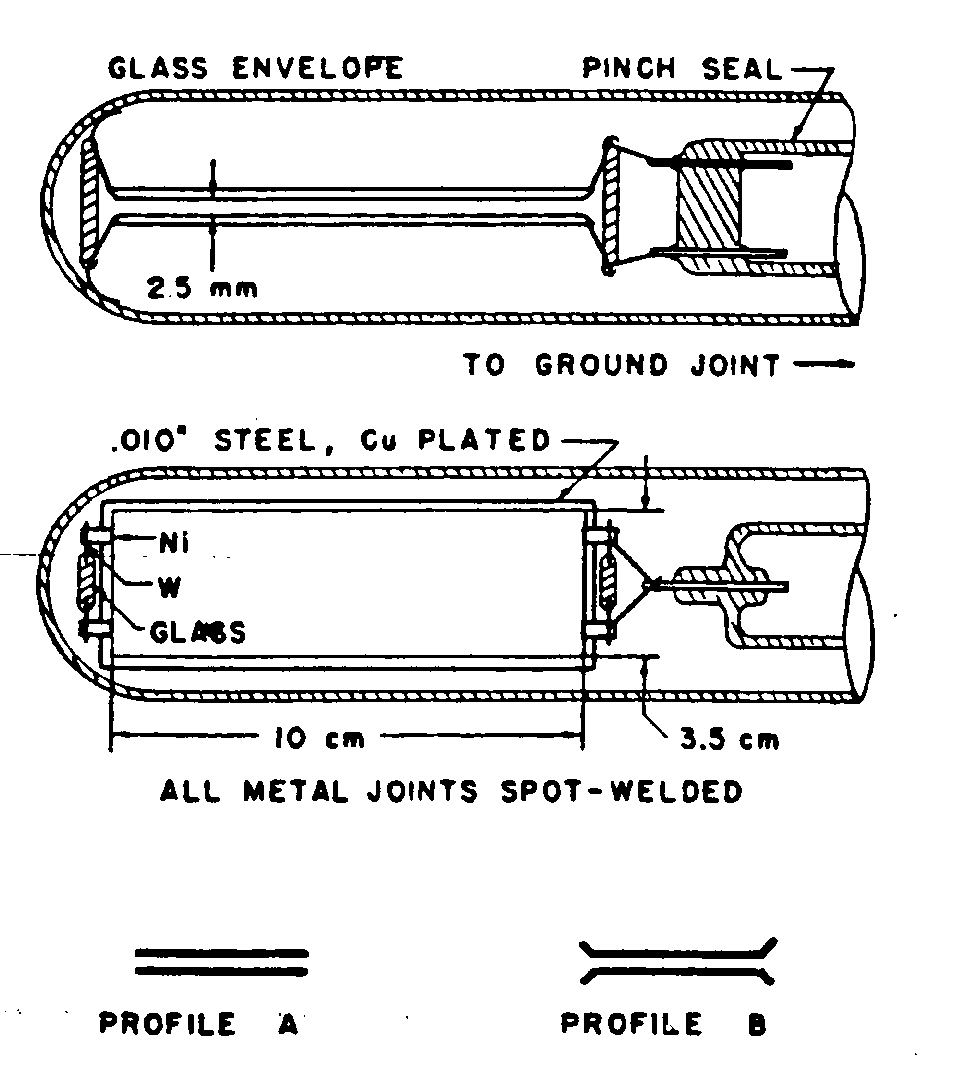 GLASS ENVELOPE
PINCH SEAL
2.5 mm
TO GROUND JOINT
.010" STEEL, Cu PLATED
Ni
W
GLASS
10 cm
3.5 cm
ALL METAL JOINTS SPOT-WELDED
PROFILE A
PROFILE B